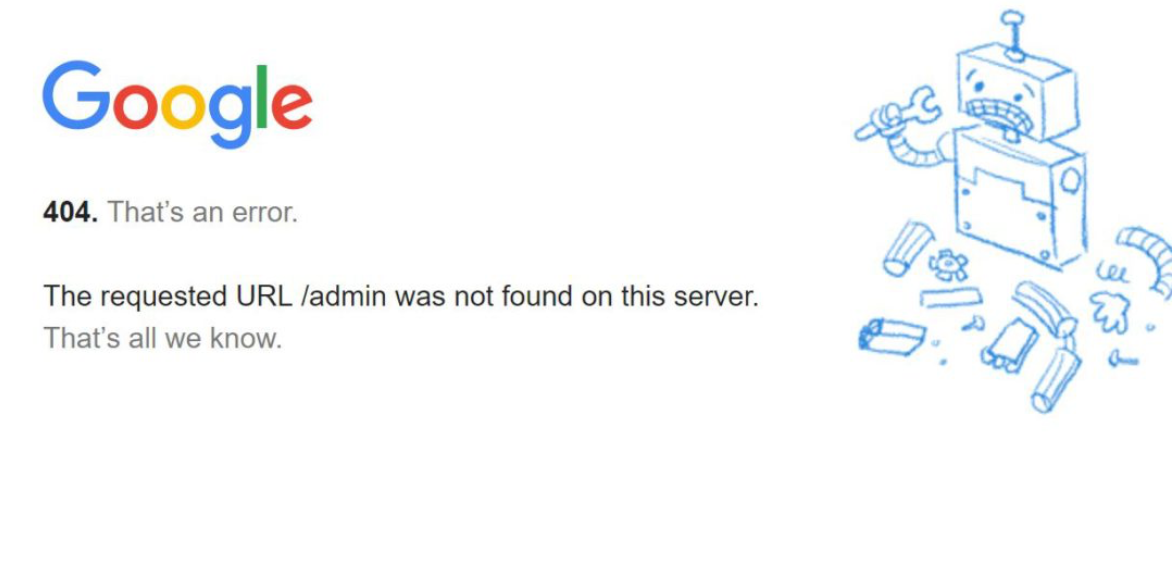 Google
404. That’s an error.
The requested URL /admin was not found on this server.
That’s all we know.